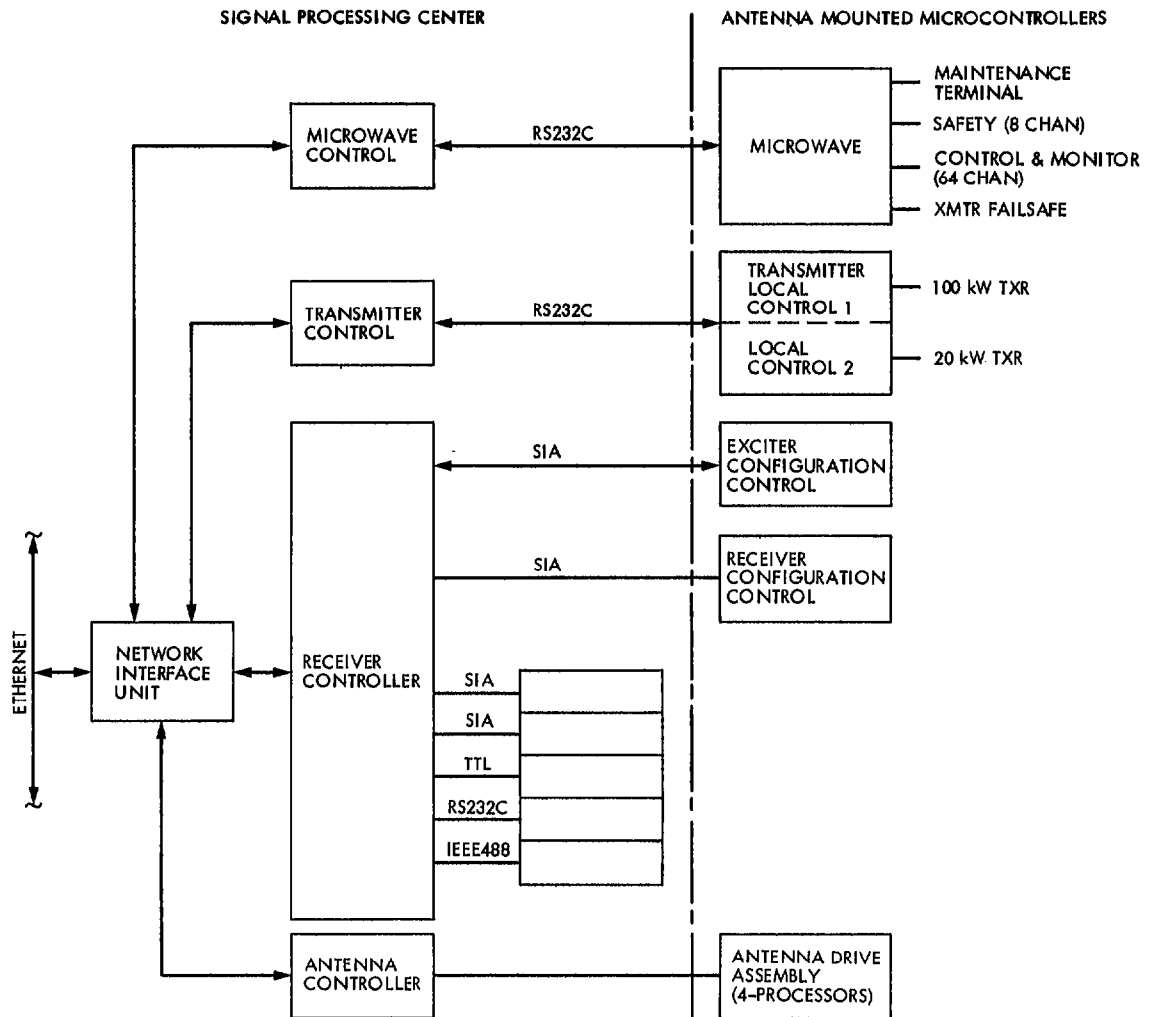 SIGNAL PROCESSING CENTER
ANTENNA MOUNTED MICROCONTROLLERS
MICROWAVE
CONTROL
RS232C
MICROWAVE
MAINTENANCE
TERMINAL
SAFETY (8 CHAN)
CONTROL & MONITOR
(64 CHAN)
XMTR FAILSAFE
TRANSMITTER
CONTROL
RS232C
TRANSMITTER
LOCAL
CONTROL 1
LOCAL
CONTROL 2
100 kW TXR
20 kW TXR
SIA
EXCITER
CONFIGURATION
CONTROL
SIA
RECEIVER
CONFIGURATION
CONTROL
ETHERNET
NETWORK
INTERFACE
UNIT
RECEIVER
CONTROLLER
SIA
SIA
TTL
RS232C
IEEE488
ANTENNA
CONTROLLER
ANTENNA DRIVE
ASSEMBLY
(4-PROCESSORS)